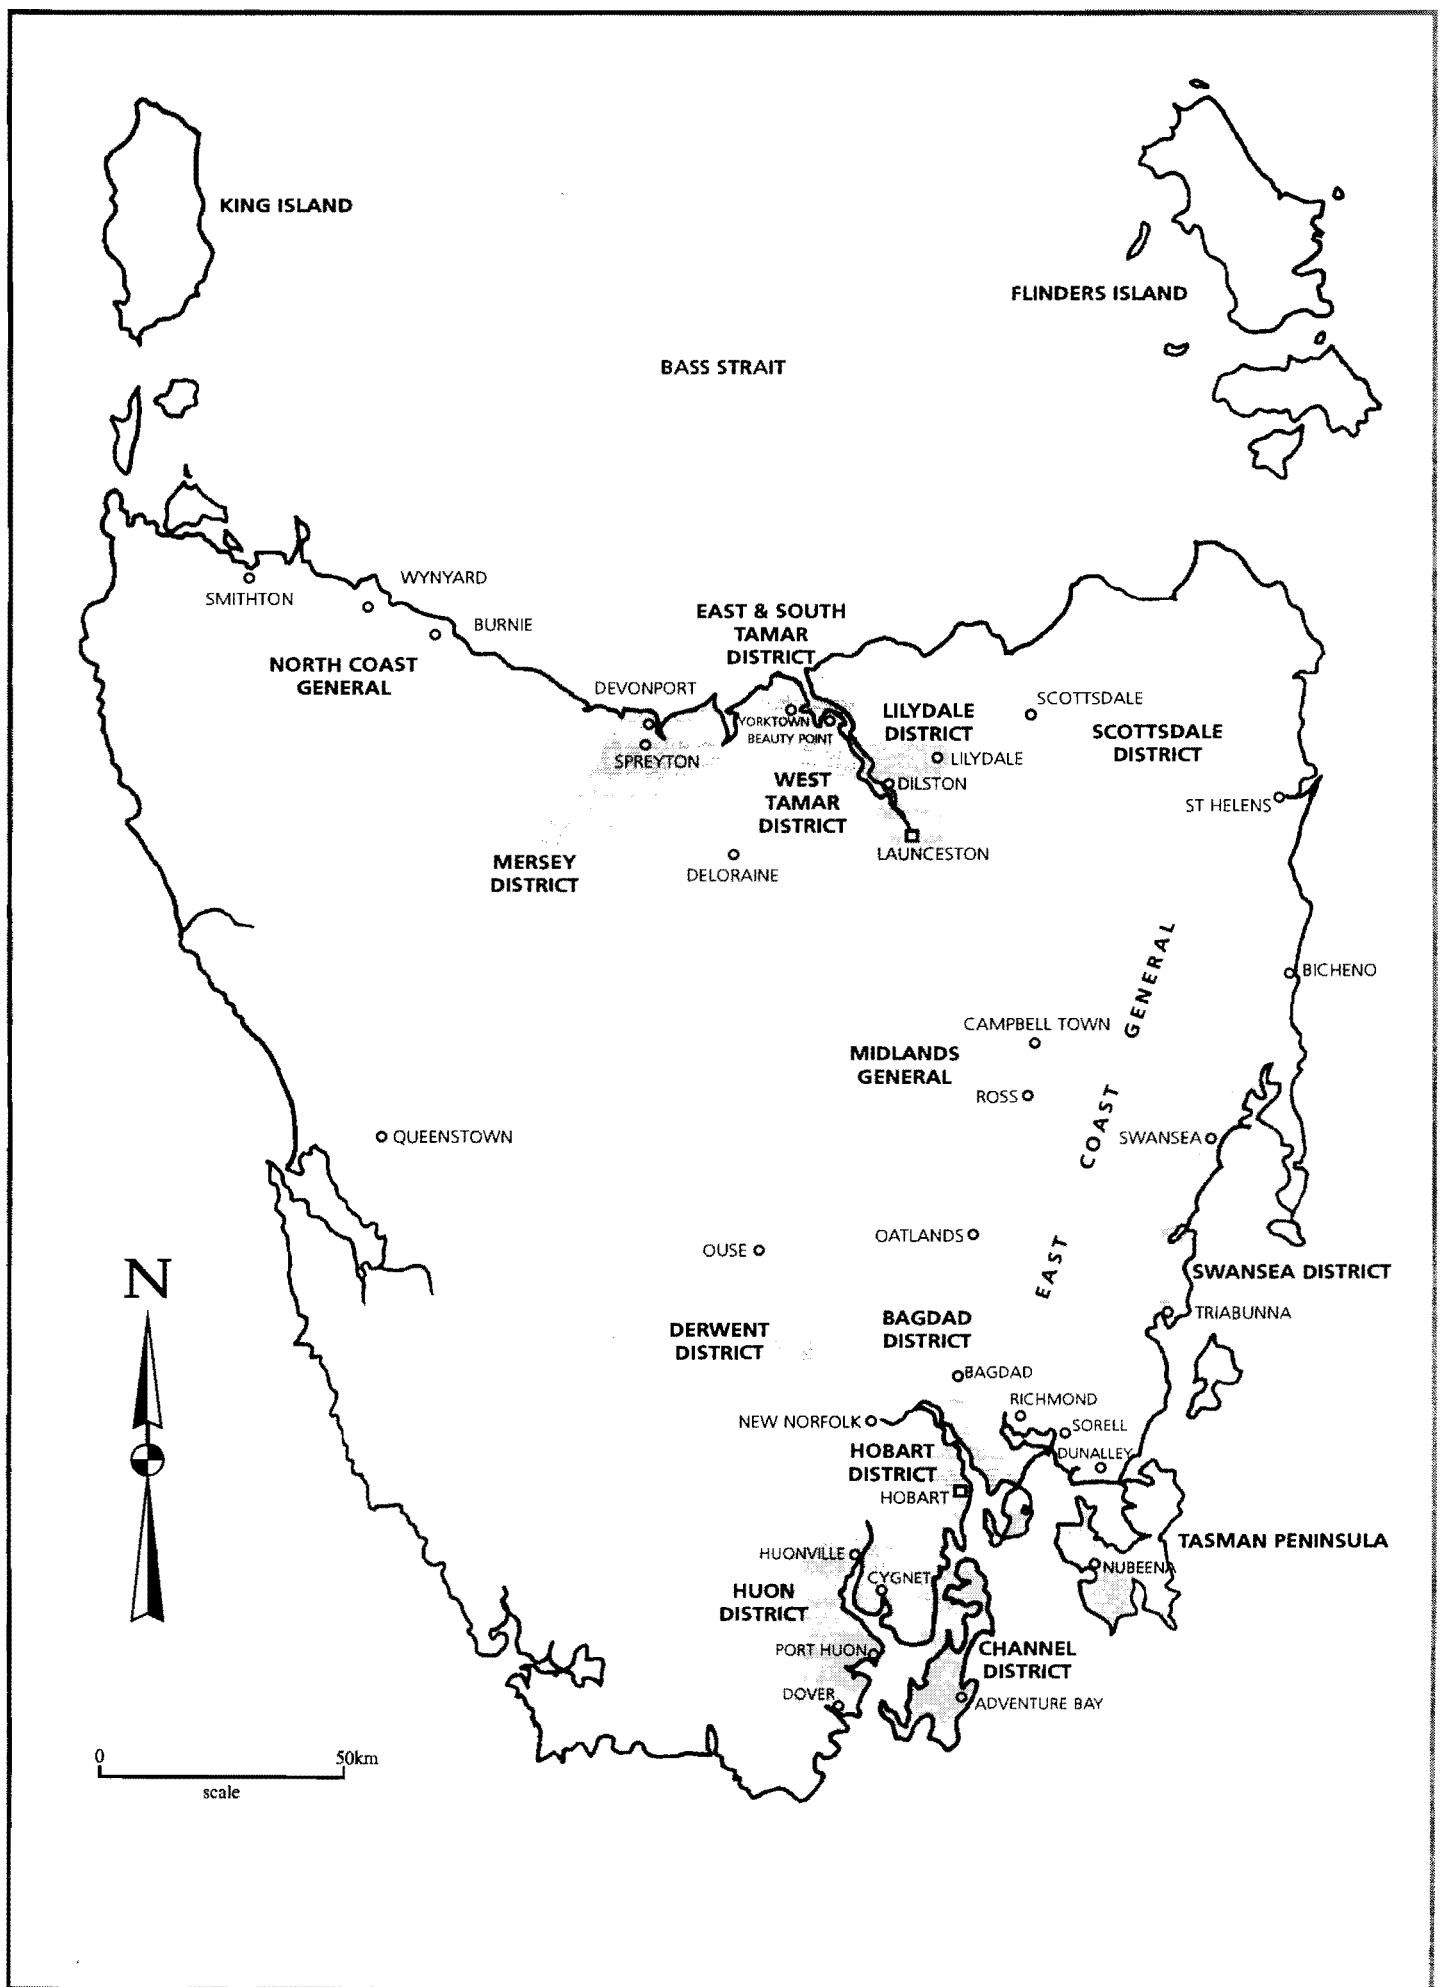 KING ISLAND
FLINDERS ISLAND
BASS STRAIT
WYNYARD
SMITHTON
BURNIE
NORTH COAST
GENERAL
EAST & SOUTH
TAMAR
DISTRICT
DEVONPORT
SPREYTON
YORKTOWN
BEAUTY POINT
LILYDALE
DISTRICT
SCOTTSDALE
SCOTTSDALE
DISTRICT
LILYDALE
WEST
TAMAR
DISTRICT
DILSTON
ST HELENS
LAUNCESTON
MERSEY
DISTRICT
DELORAINE
EAST COAST GENERAL
BICHENO
CAMPBELL TOWN
MIDLANDS
GENERAL
ROSS
QUEENSTOWN
SWANSEA
OATLANDS
OUSE
N
SWANSEA DISTRICT
TRIABUNNA
DERWENT
DISTRICT
BAGDAD
DISTRICT
BAGDAD
RICHMOND
NEW NORFOLK
SORELL
DUNALLEY
HOBART
DISTRICT
HOBART
TASMAN PENINSULA
HUONVILLE
NUBEENA
CYGNET
HUON
DISTRICT
PORT HUON
CHANNEL
DISTRICT
DOVER
ADVENTURE BAY
0 50km
scale